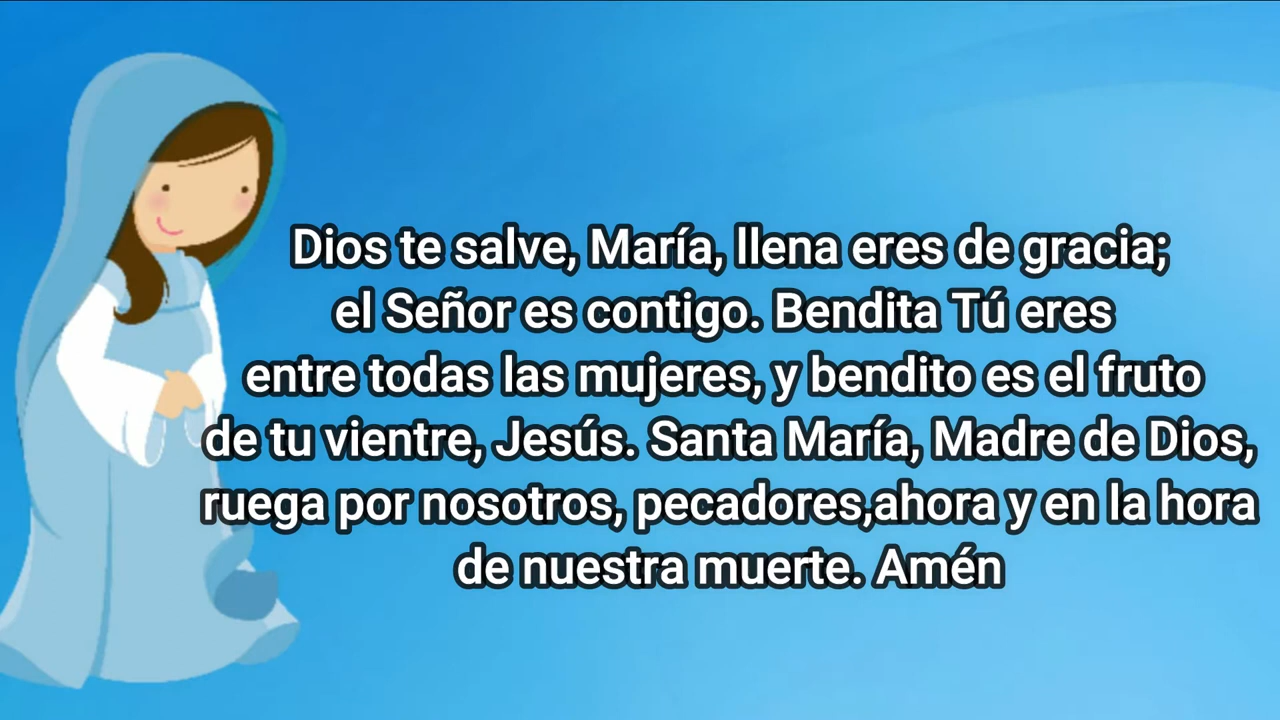 Dios te salve, María, llena eres de gracia;
el Señor es contigo. Bendita Tú eres
entre todas las mujeres, y bendito es el fruto
de tu vientre, Jesús. Santa María, Madre de Dios,
ruega por nosotros, pecadores,ahora y en la hora
de nuestra muerte. Amén